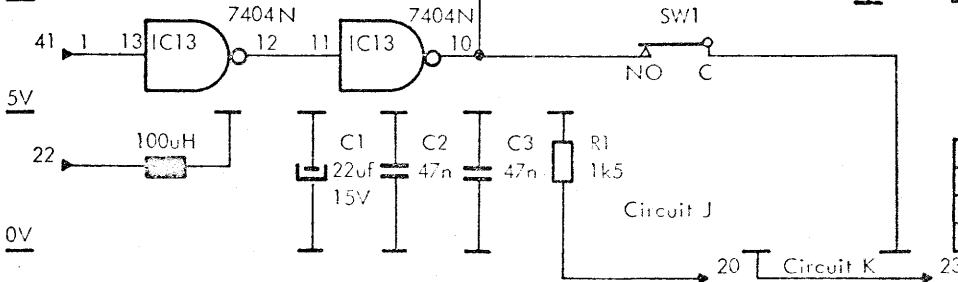 7404N 7404N SW1
41 1 13 IC13 12 11 IC13 10
NO C
5V
22 100uH C1 C2 C3 R1
22uf 47n 47n 1k5
15V
Circuit J
0V
20 Circuit K 23